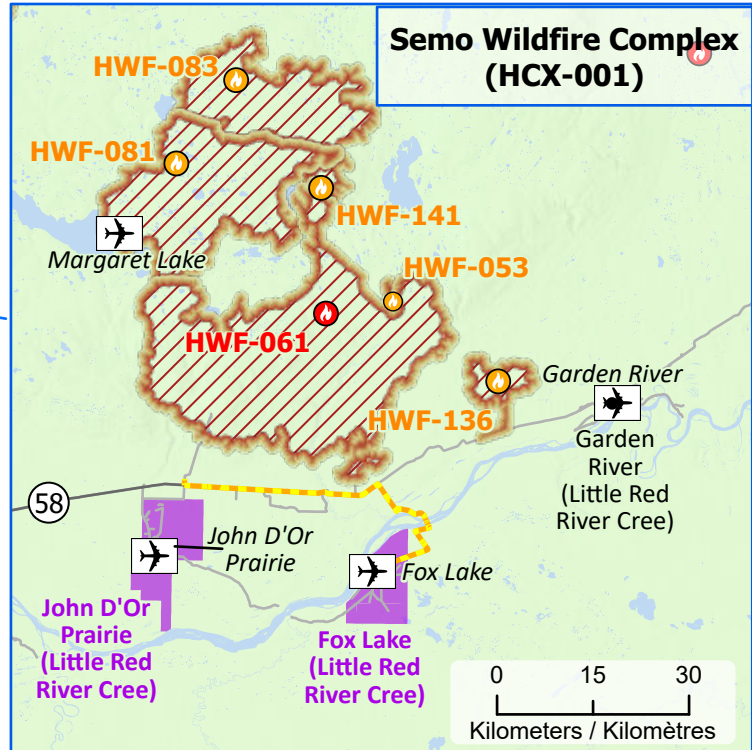 Semo Wildfire Complex
(HCX-001)
HWF-083
HWF-081
HWF-141
Margaret Lake
HWF-053
HWF-061
Garden River
HWF-136
Garden
River
(Little Red
River Cree)
58
John D'Or
Prairie
Fox Lake
John D'Or
Prairie
(Little Red
River Cree)
Fox Lake
(Little Red
River Cree)
0 15 30
Kilometers / Kilomètres